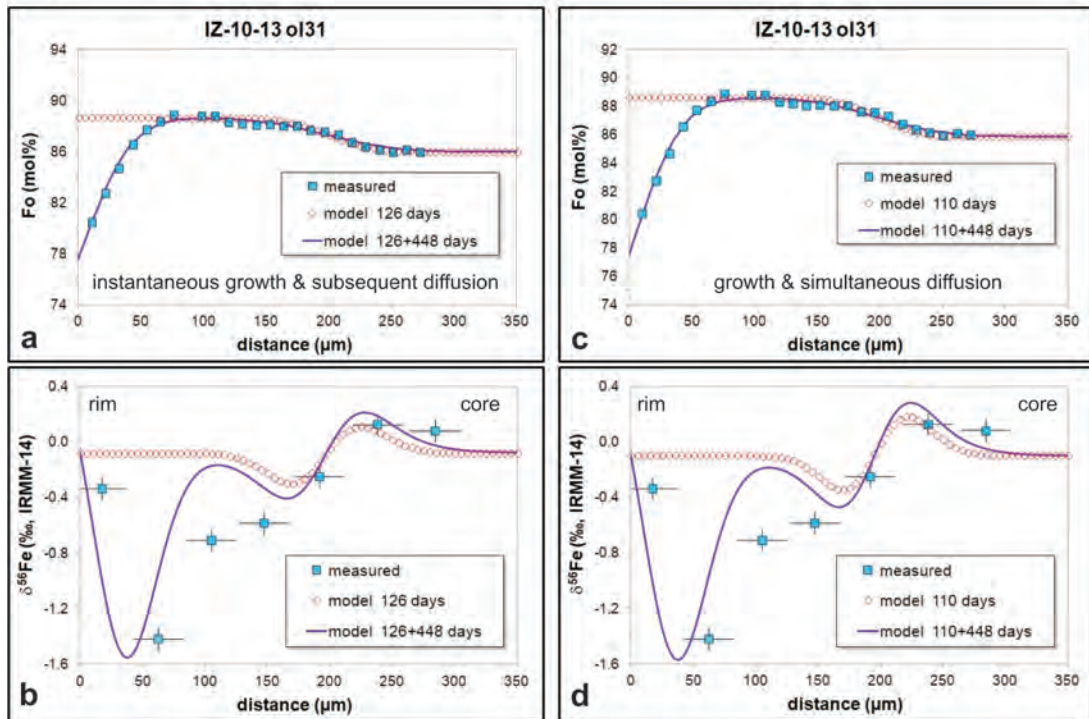 IZ-10-13 ol31
94
90
86
82
78
74
Fo (mol%)
measured
model 126 days
model 126+448 days
instantaneous growth & subsequent diffusion
0 50 100 150 200 250 300 350
distance (µm)
a
IZ-10-13 ol31
92
90
88
86
84
82
80
78
76
74
Fo (mol%)
measured
model 110 days
model 110+448 days
growth & simultaneous diffusion
0 50 100 150 200 250 300 350
distance (µm)
c
0.4
0.0
-0.4
-0.8
-1.2
-1.6
δ⁵⁶Fe (‰, IRMM-14)
rim core
measured
model 126 days
model 126+448 days
0 50 100 150 200 250 300 350
distance (µm)
b
0.4
0.0
-0.4
-0.8
-1.2
-1.6
δ⁵⁶Fe (‰, IRMM-14)
rim core
measured
model 110 days
model 110+448 days
0 50 100 150 200 250 300 350
distance (µm)
d